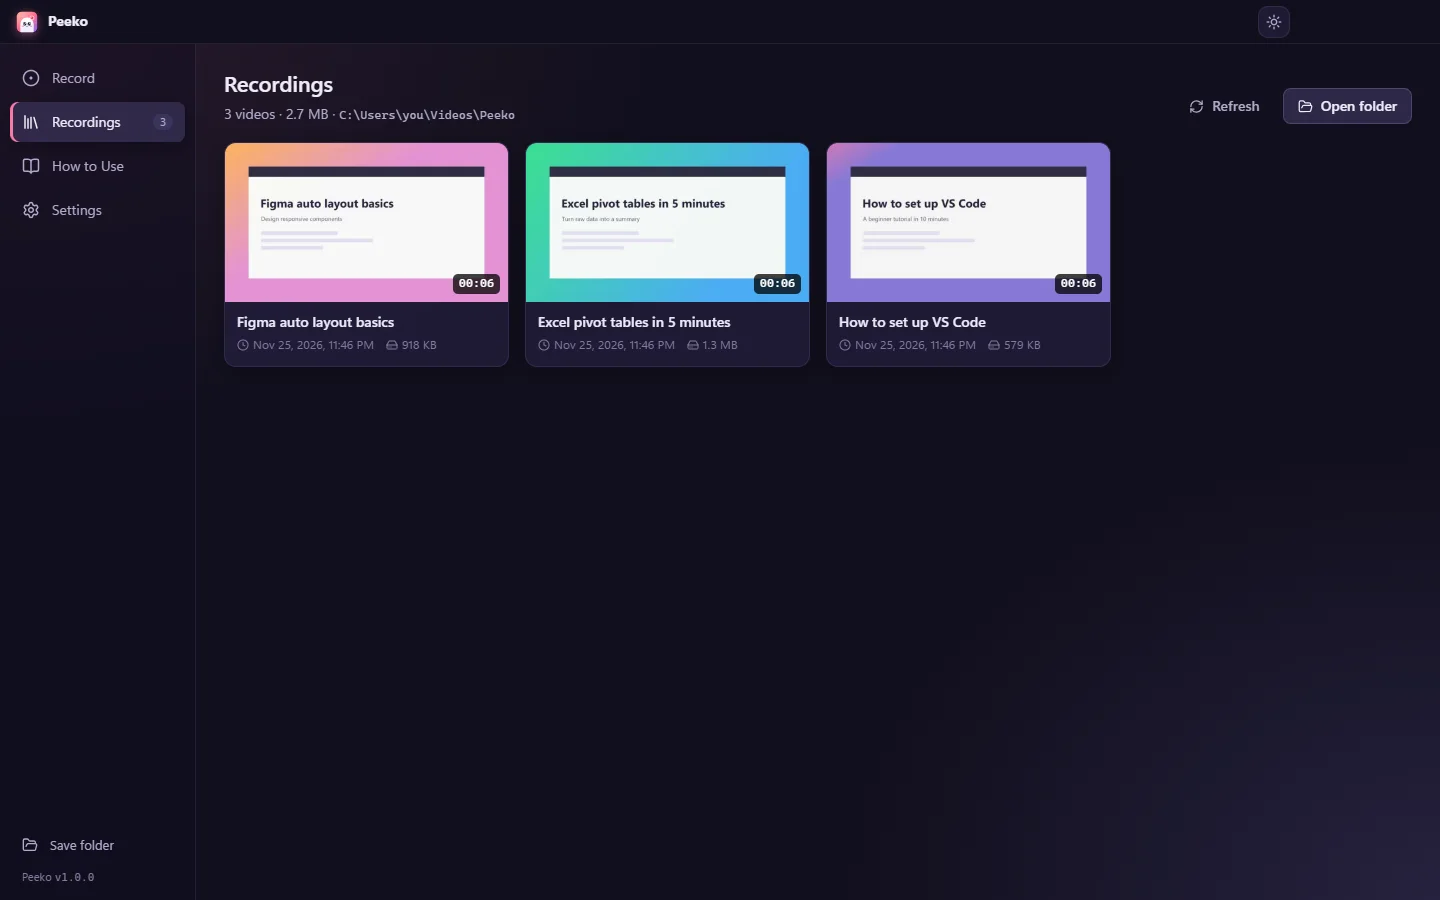 Peeko
Record
Recordings 3
How to Use
Settings
Recordings
3 videos · 2.7 MB · C:\Users\you\Videos\Peeko
Refresh
Open folder
Figma auto layout basics
Design responsive components
00:06
Figma auto layout basics
Nov 25, 2026, 11:46 PM 918 KB
Excel pivot tables in 5 minutes
Turn raw data into a summary
00:06
Excel pivot tables in 5 minutes
Nov 25, 2026, 11:46 PM 1.3 MB
How to set up VS Code
A beginner tutorial in 10 minutes
00:06
How to set up VS Code
Nov 25, 2026, 11:46 PM 579 KB
Save folder
Peeko v1.0.0